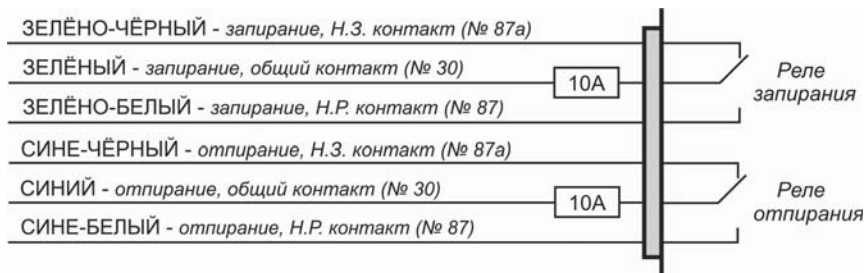 ЗЕЛЁНО-ЧЁРНЫЙ - запирание, Н.З. контакт (№ 87а)
ЗЕЛЁНЫЙ - запирание, общий контакт (№ 30)
10А
Реле
запирания
ЗЕЛЁНО-БЕЛЫЙ - запирание, Н.Р. контакт (№ 87)
СИНЕ-ЧЁРНЫЙ - отпирание, Н.З. контакт (№ 87а)
СИНИЙ - отпирание, общий контакт (№ 30)
10А
Реле
отпирания
СИНЕ-БЕЛЫЙ - отпирание, Н.Р. контакт (№ 87)